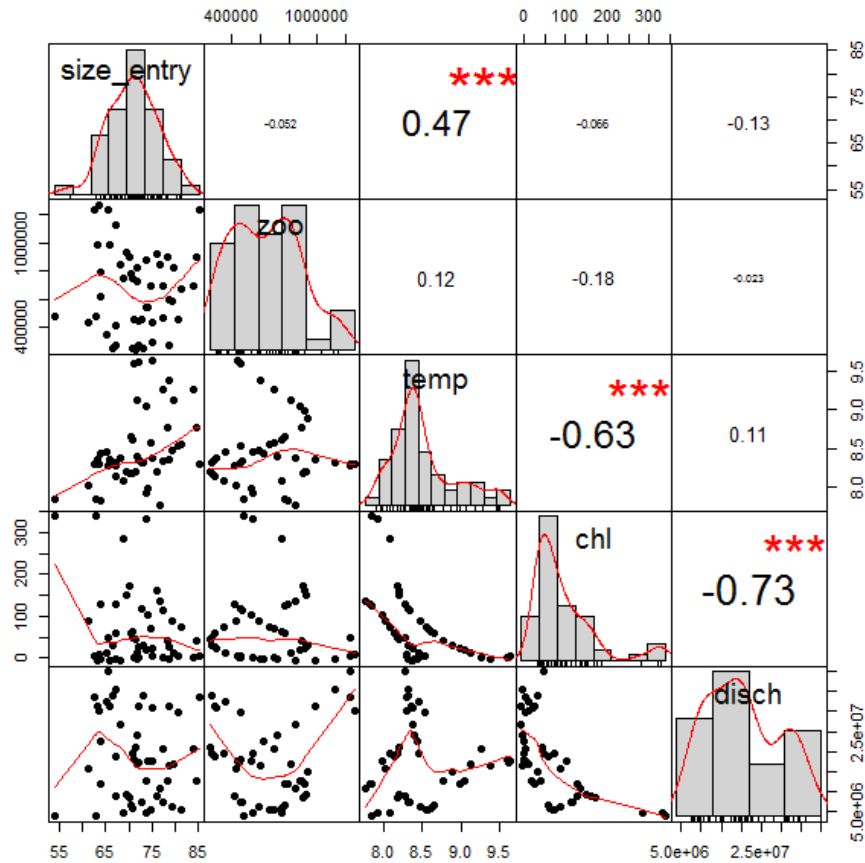 400000 1000000 0 100 200 300
size_entry
-0.052
***
0.47
-0.066
-0.13
55 65 75 85
400000 1000000
zoo
0.12
-0.18
-0.023
temp
***
-0.63
0.11
8.0 8.5 9.0 9.5
0 100 200 300
chl
***
-0.73
disch
5.0e+06 2.5e+07
55 65 75 85 8.0 8.5 9.0 9.5 5.0e+06 2.5e+07